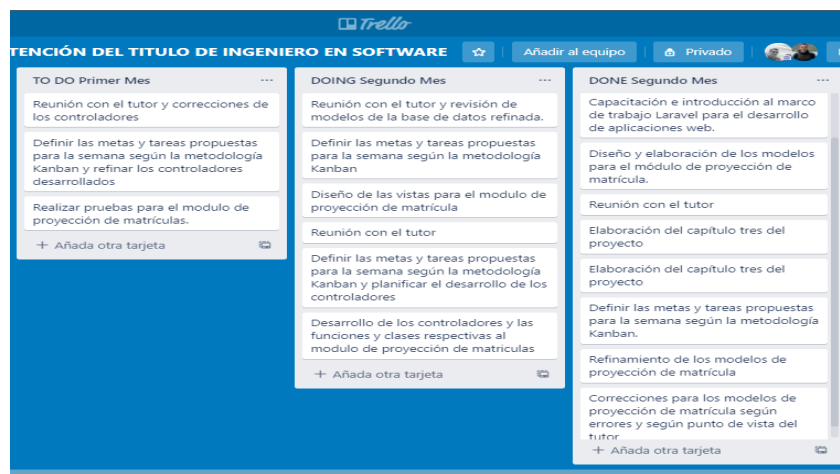 Trello
TENCIÓN DEL TITULO DE INGENIERO EN SOFTWARE
Añadir al equipo
Privado
TO DO Primer Mes
Reunión con el tutor y correcciones de
los controladores
Definir las metas y tareas propuestas
para la semana según la metodología
Kanban y refinar los controladores
desarrollados
Realizar pruebas para el modulo de
proyección de matrículas.
+ Añada otra tarjeta
DOING Segundo Mes
Reunión con el tutor y revisión de
modelos de la base de datos refinada.
Definir las metas y tareas propuestas
para la semana según la metodología
Kanban
Diseño de las vistas para el modulo de
proyección de matrícula
Reunión con el tutor
Definir las metas y tareas propuestas
para la semana según la metodología
Kanban y planificar el desarrollo de los
controladores
Desarrollo de los controladores y las
funciones y clases respectivas al
modulo de proyección de matriculas
+ Añada otra tarjeta
DONE Segundo Mes
Capacitación e introducción al marco
de trabajo Laravel para el desarrollo
de aplicaciones web.
Diseño y elaboración de los modelos
para el módulo de proyección de
matrícula.
Reunión con el tutor
Elaboración del capítulo tres del
proyecto
Elaboración del capítulo tres del
proyecto
Definir las metas y tareas propuestas
para la semana según la metodología
Kanban.
Refinamiento de los modelos de
proyección de matrícula
Correcciones para los modelos de
proyección de matrícula según
errores y según punto de vista del
tutor
+ Añada otra tarjeta